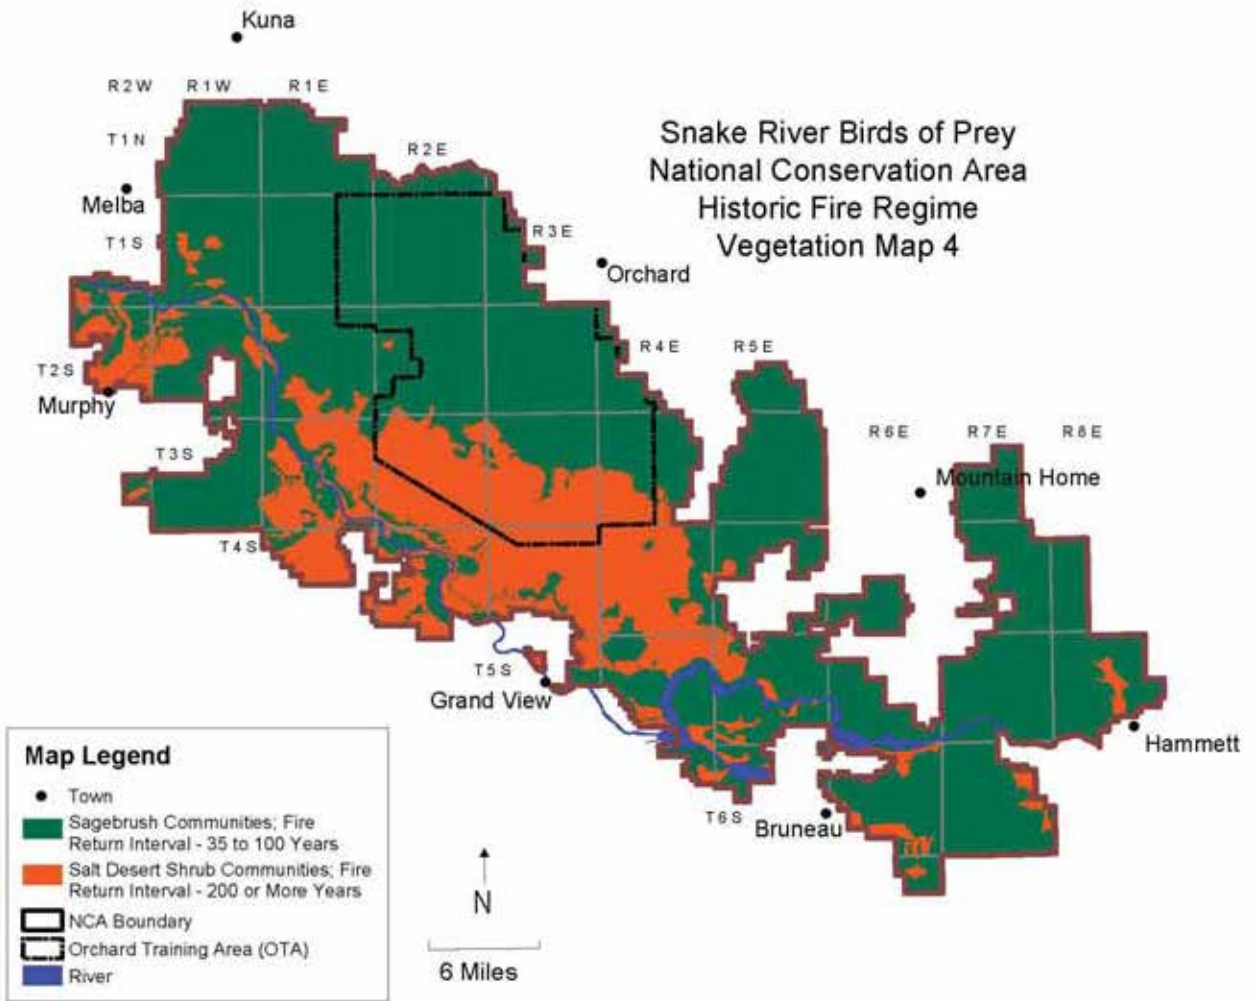 Kuna
R2W R1W R1E
T1N
R2E
Snake River Birds of Prey
National Conservation Area
Historic Fire Regime
Vegetation Map 4
Melba
T1S
R3E
Orchard
T2S
Murphy
R4E R5E
R6E R7E R8E
T3S
Mountain Home
T4S
T5S
Grand View
Hammett
T6S
Bruneau
Map Legend
Town
Sagebrush Communities; Fire
Return Interval - 35 to 100 Years
Salt Desert Shrub Communities; Fire
Return Interval - 200 or More Years
NCA Boundary
Orchard Training Area (OTA)
River
N
6 Miles